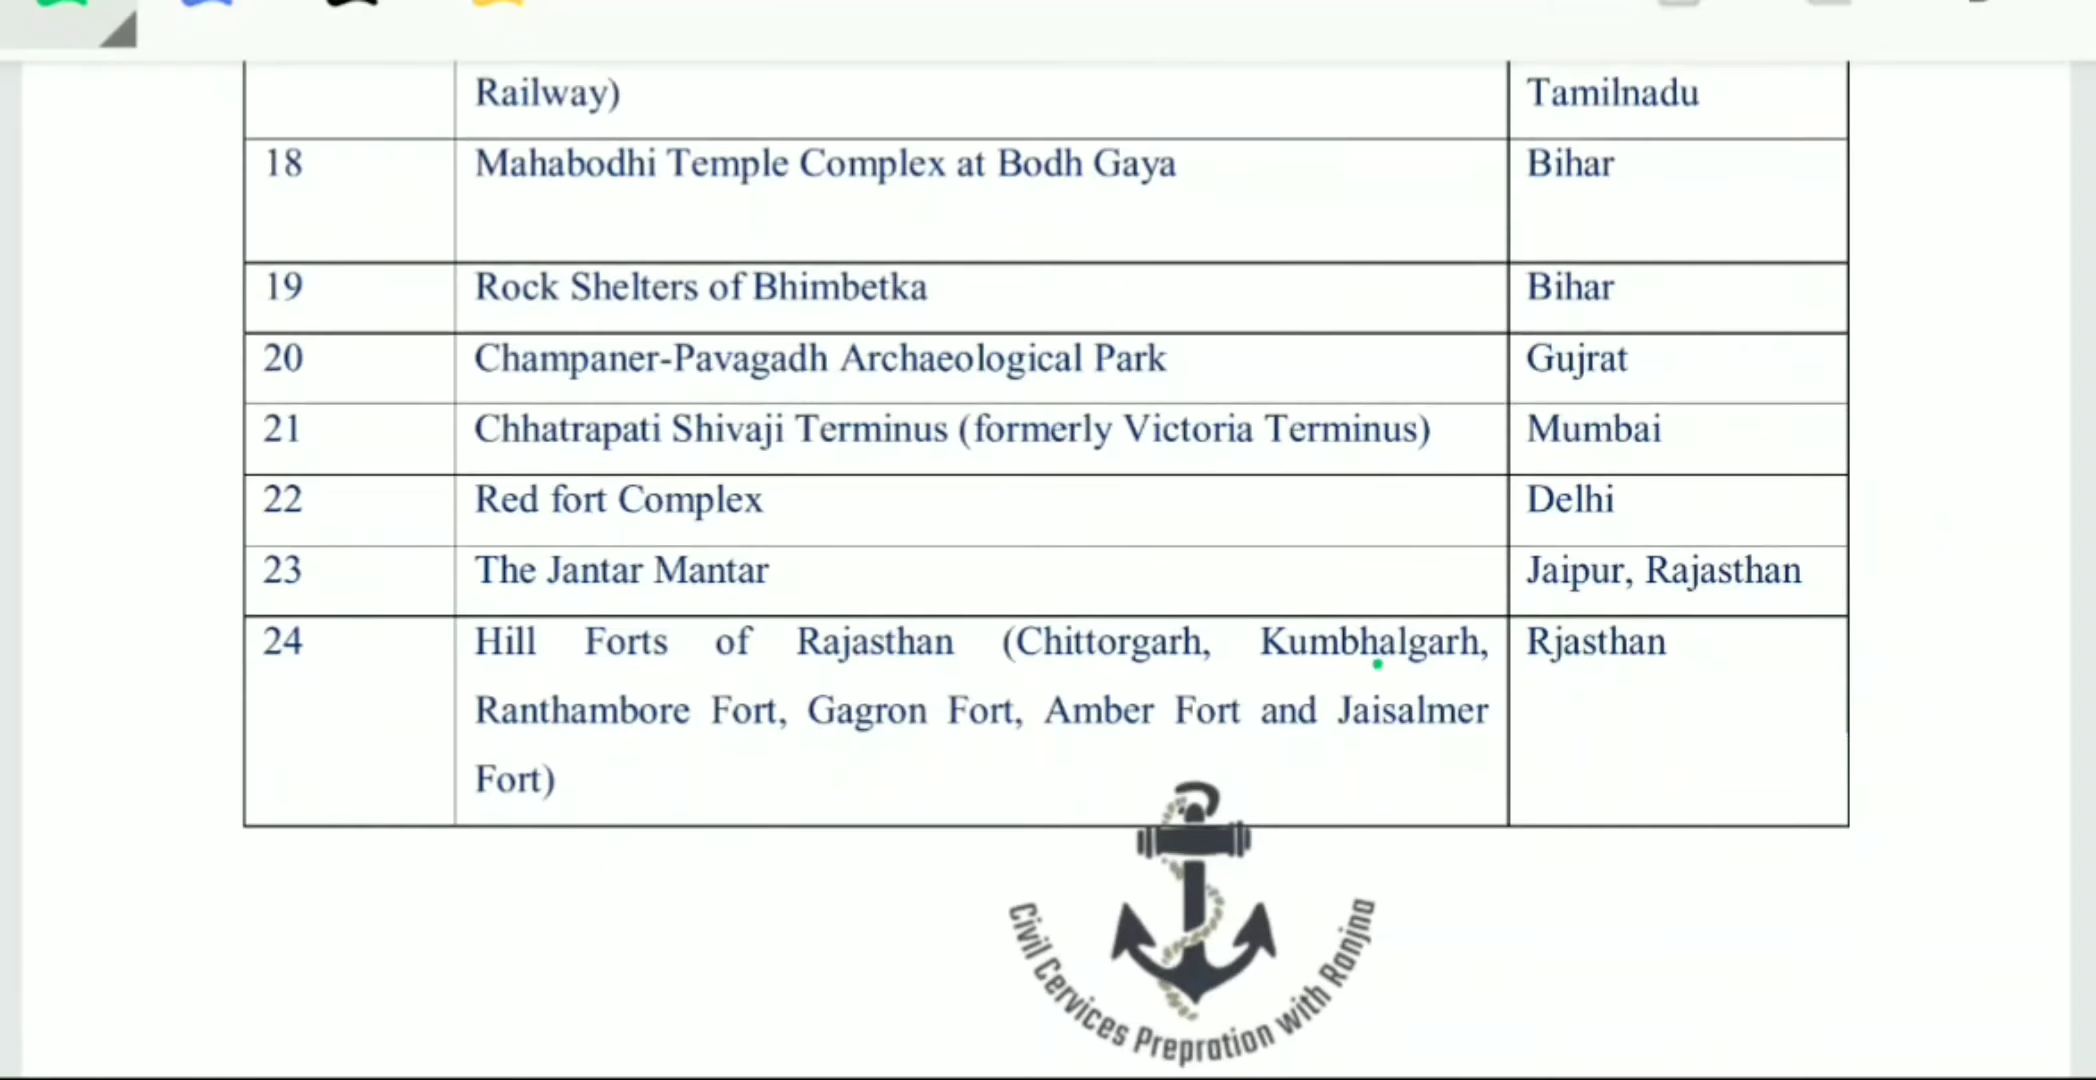 Railway) Tamilnadu
18 Mahabodhi Temple Complex at Bodh Gaya Bihar
19 Rock Shelters of Bhimbetka Bihar
20 Champaner-Pavagadh Archaeological Park Gujrat
21 Chhatrapati Shivaji Terminus (formerly Victoria Terminus) Mumbai
22 Red fort Complex Delhi
23 The Jantar Mantar Jaipur, Rajasthan
24 Hill Forts of Rajasthan (Chittorgarh, Kumbhalgarh, Rjasthan
Ranthambore Fort, Gagron Fort, Amber Fort and Jaisalmer
Fort)
Civil Cervices Prepration with Ranjna